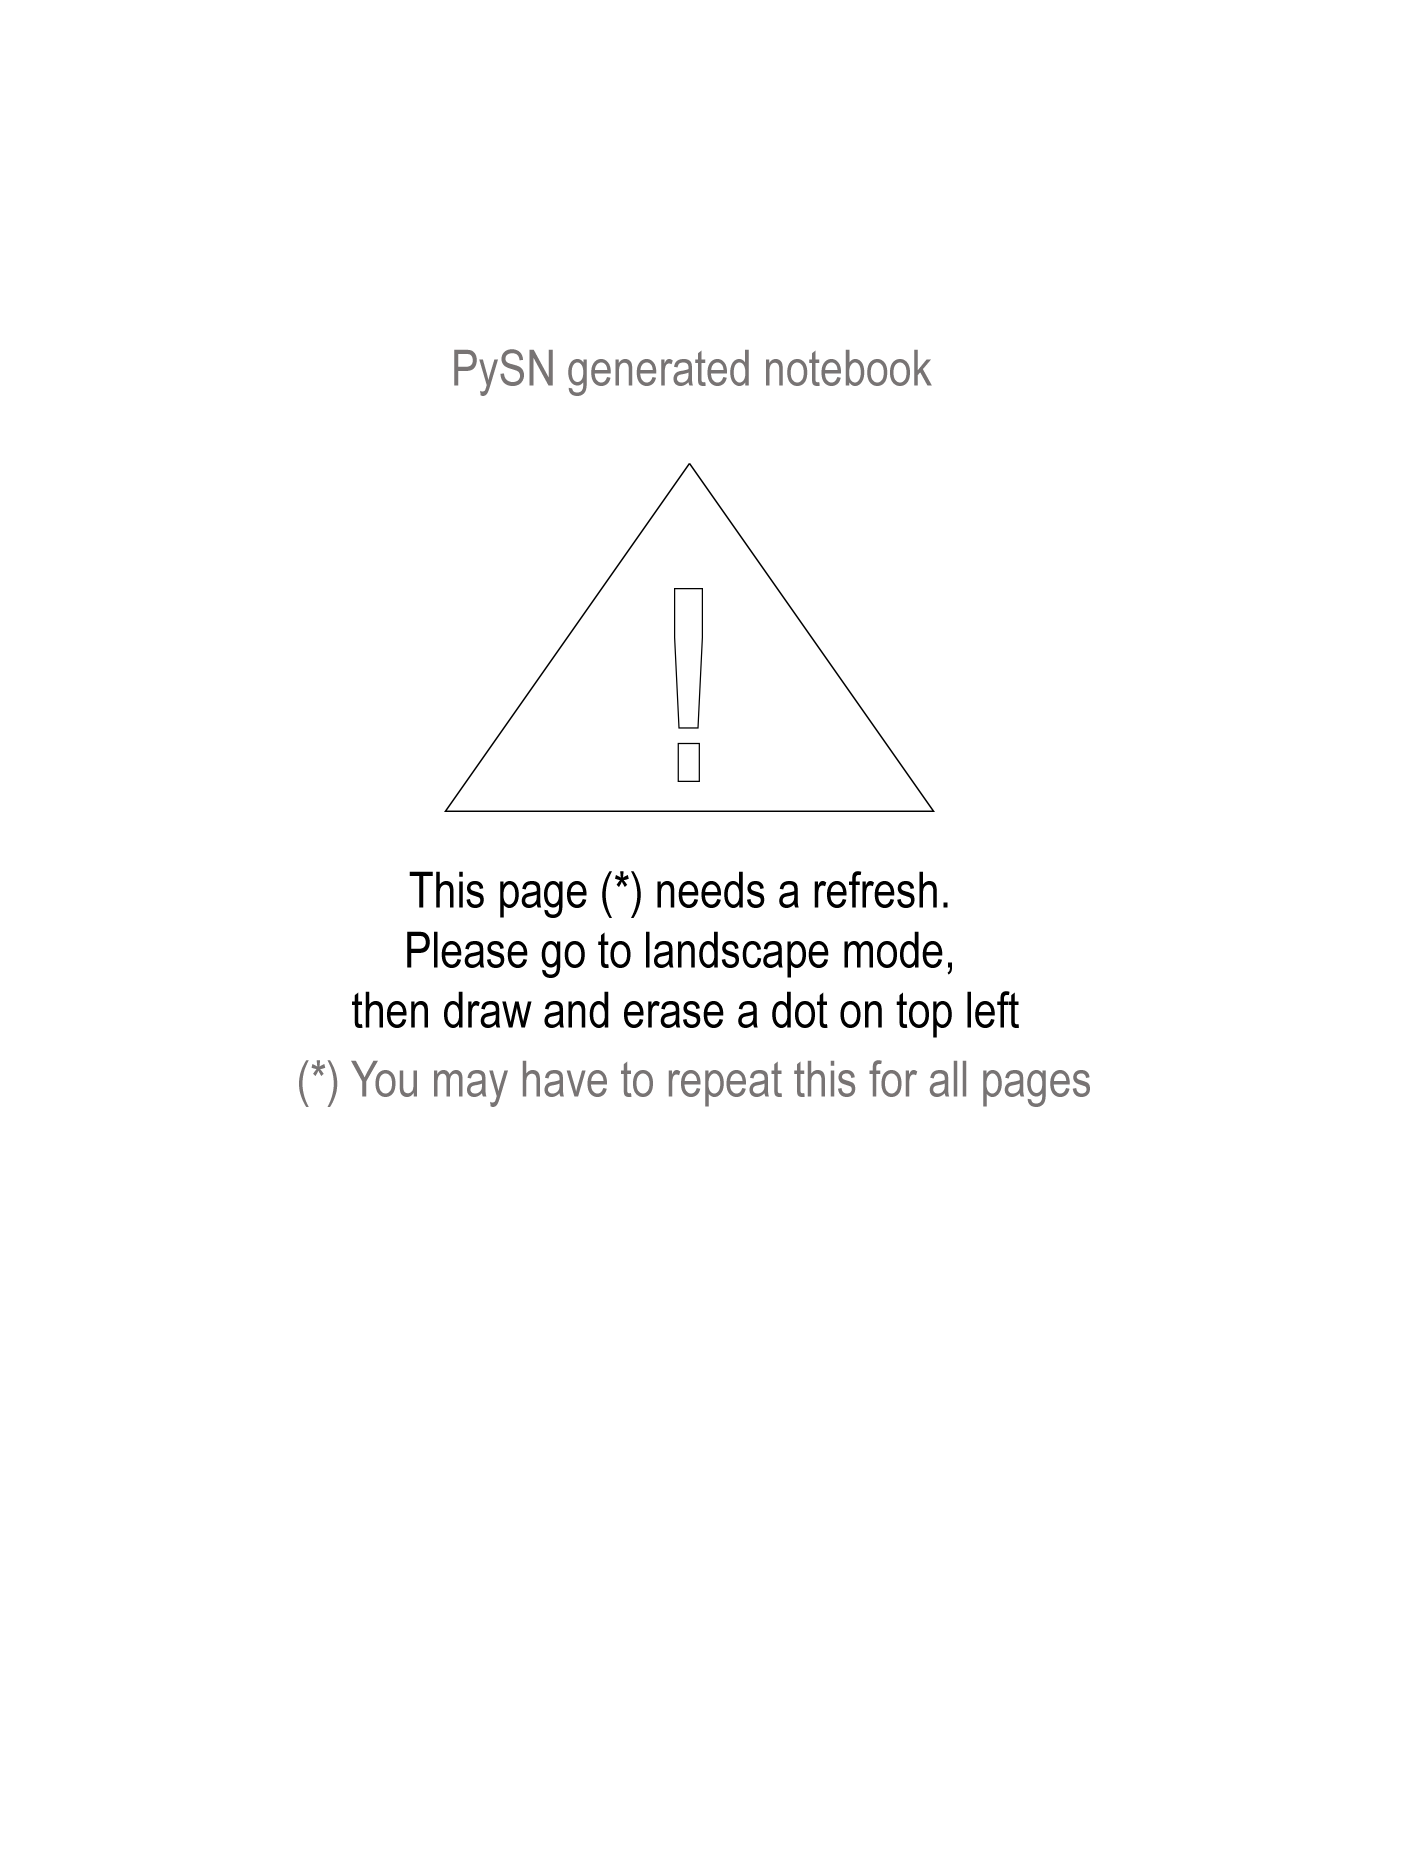 PySN generated notebook
!
This page (*) needs a refresh.
Please go to landscape mode,
then draw and erase a dot on top left
(*) You may have to repeat this for all pages